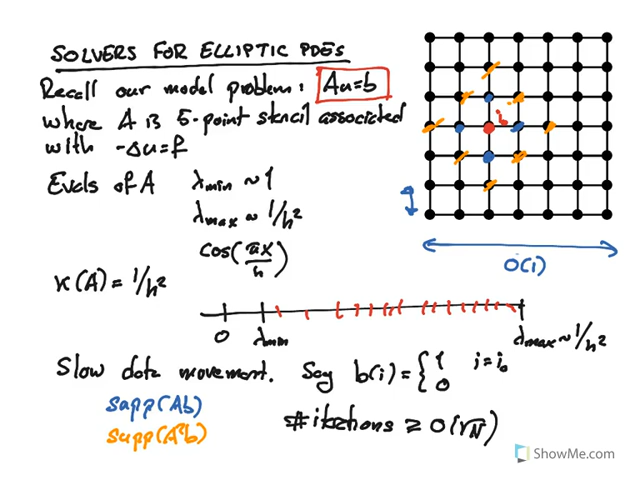 SOLVERS FOR ELLIPTIC PDES
Recall our model problem: Au=b
where A is 5-point stencil associated
with -Δu=f
Evals of A λmin ~ 1
λmax ~ 1/h²
cos(πx/h)
κ(A) = 1/h²
0 λmin λmax ~ 1/h²
Slow data movement. Say b(i) = { 1 i=i₀
0
supp(Ab)
supp(A²b)
# iterations ≥ O(√N)
i₀
O(1)
ShowMe.com